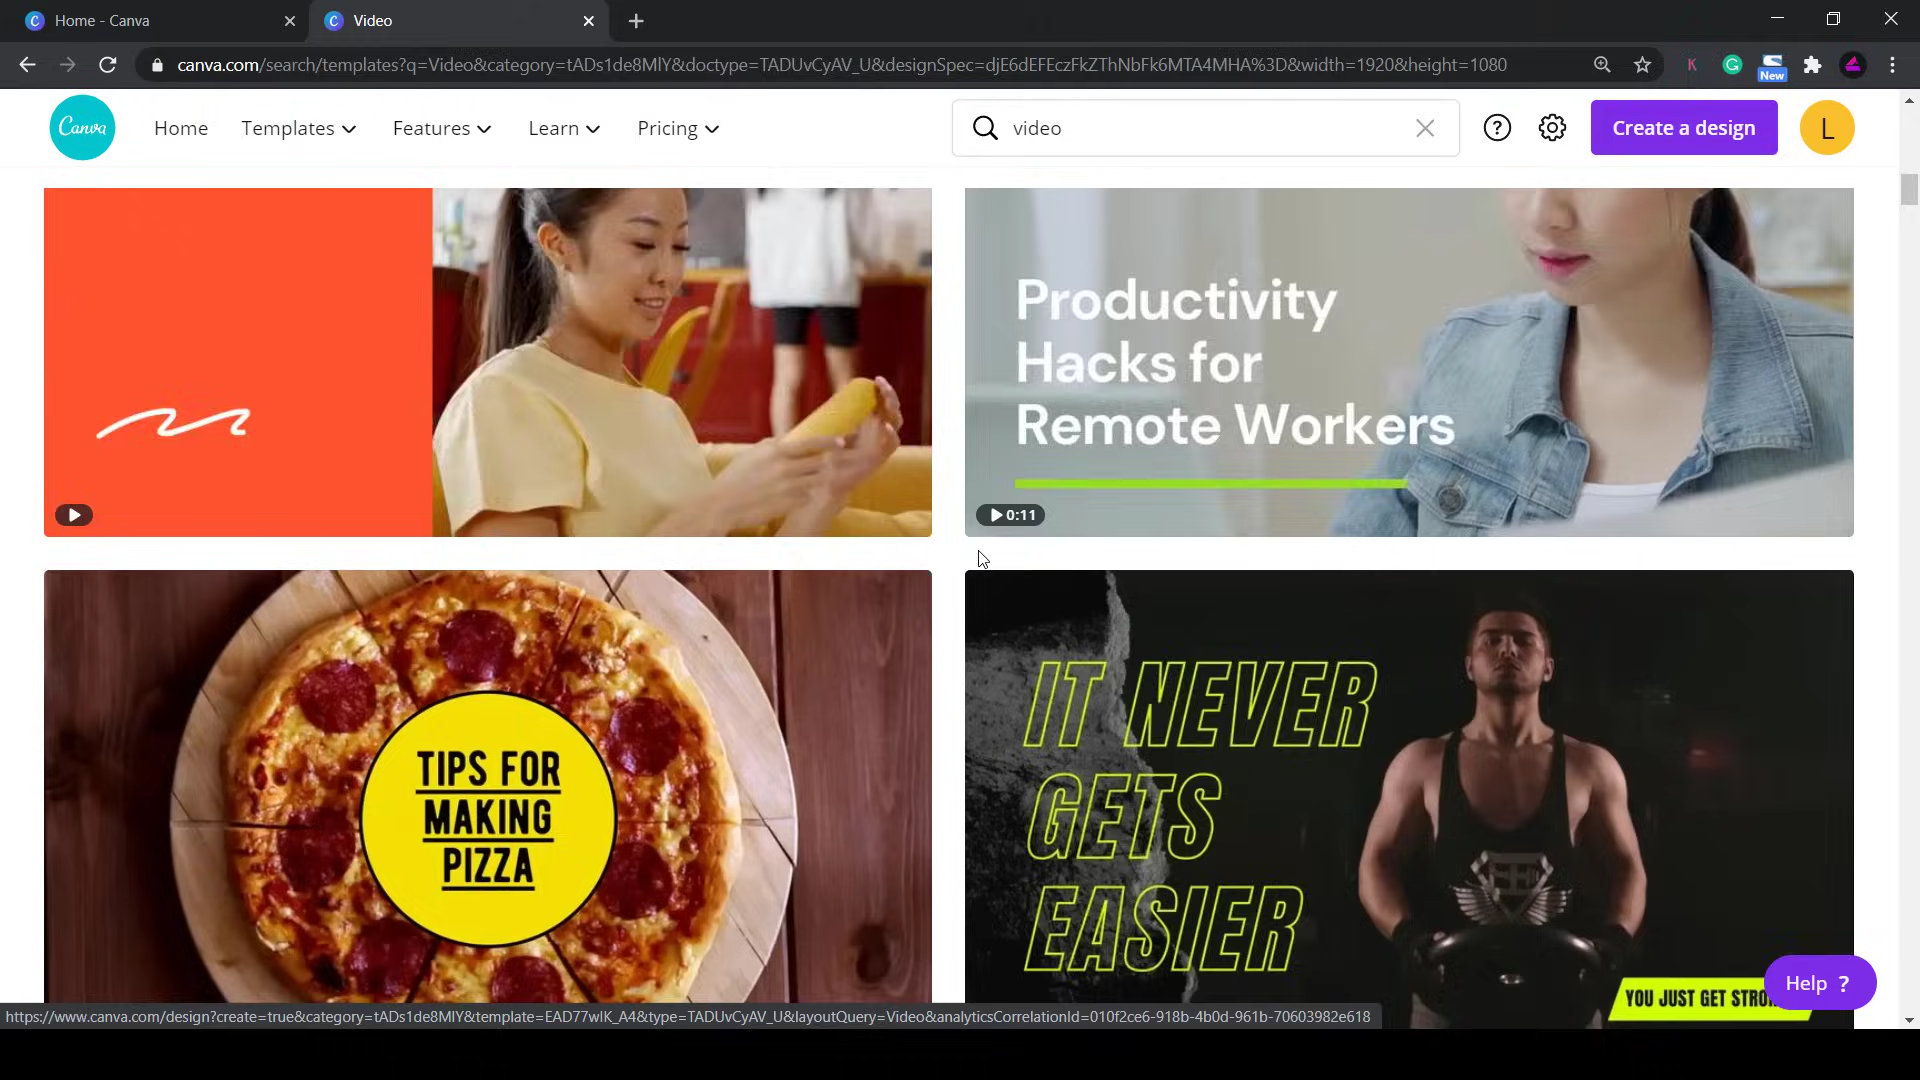 Home - Canva
Video
canva.com/search/templates?q=Video&category=tADs1de8MlY&doctype=TADUvCyAV_U&designSpec=djE6dEFEczFkZThNbFk6MTA4MHA%3D&width=1920&height=1080
New
Canva
Home
Templates
Features
Learn
Pricing
video
Create a design
L
Productivity
Hacks for
Remote Workers
0:11
TIPS FOR
MAKING
PIZZA
IT NEVER
GETS
EASIER
YOU JUST GET
Help ?
https://www.canva.com/design?create=true&category=tADs1de8MlY&template=EAD77wlK_A4&type=TADUvCyAV_U&layoutQuery=Video&analyticsCorrelationId=010f2ce6-918b-4b0d-961b-70603982e618